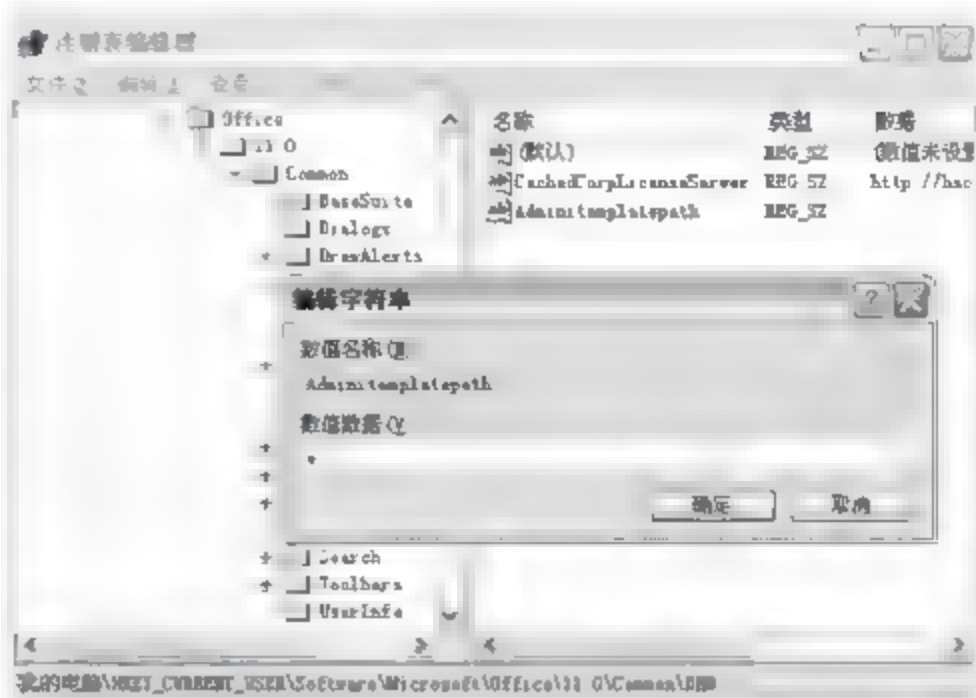 注册表编辑器
文件 编辑 查看
Office
11 0
Common
BaseSuite
Dialogs
DrawAlerts
Search
Toolbars
UserInfo
名称 类型 数据
(默认) REG_SZ (数值未设置
CachedCorpLicenseServer REG_SZ http //
REG_SZ
编辑字符串 ?
数值名称
数值数据
确定 取消
我的电脑\HKEY_CURRENT_USER\Software\Microsoft\Office\11 0\Common\